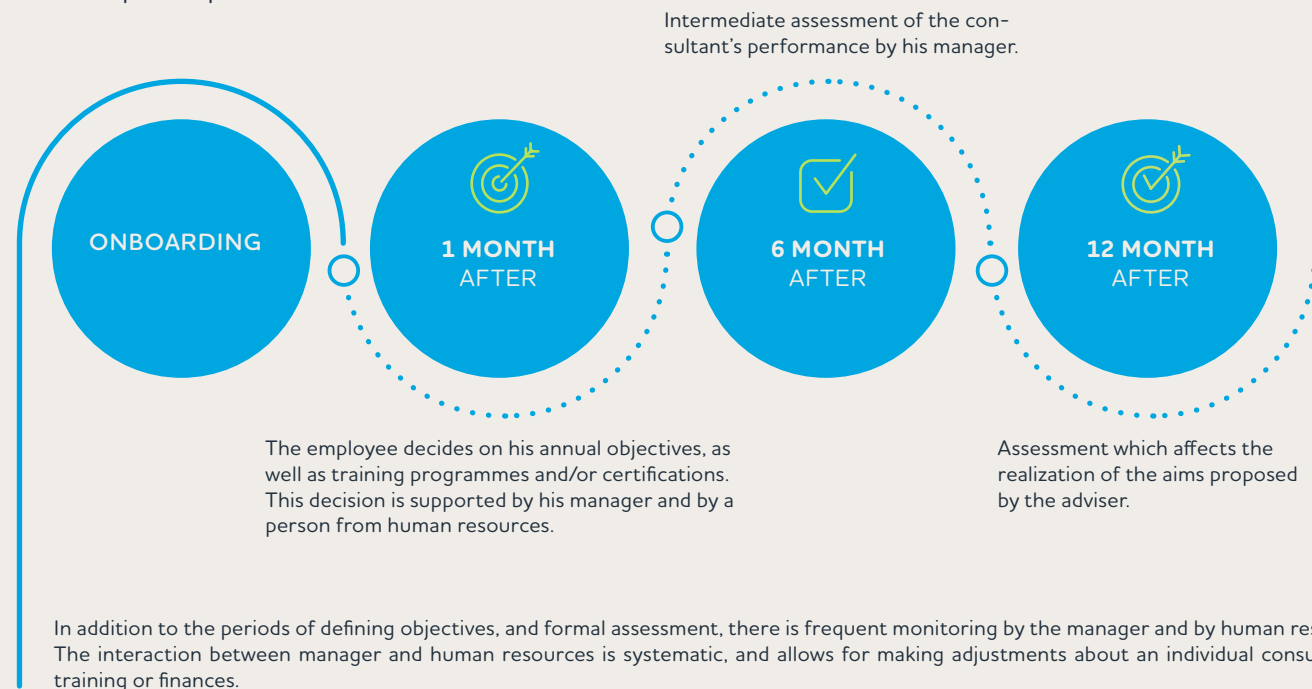 Intermediate assessment of the con-
sultant's performance by his manager.
ONBOARDING
1 MONTH
AFTER
6 MONTH
AFTER
12 MONTH
AFTER
The employee decides on his annual objectives, as
well as training programmes and/or certifications.
This decision is supported by his manager and by a
person from human resources.
Assessment which affects the
realization of the aims proposed
by the adviser.
In addition to the periods of defining objectives, and formal assessment, there is frequent monitoring by the manager and by human
The interaction between manager and human resources is systematic, and allows for making adjustments about an individual
training or finances.